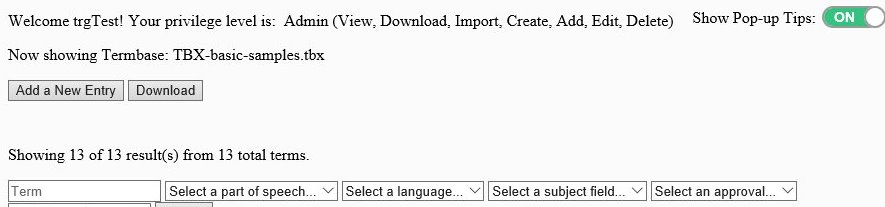 Welcome trgTest! Your privilege level is: Admin (View, Download, Import, Create, Add, Edit, Delete) Show Pop-up Tips: ON
Now showing Termbase: TBX-basic-samples.tbx
Add a New Entry Download
Showing 13 of 13 result(s) from 13 total terms.
Term Select a part of speech... Select a language... Select a subject field... Select an approval...